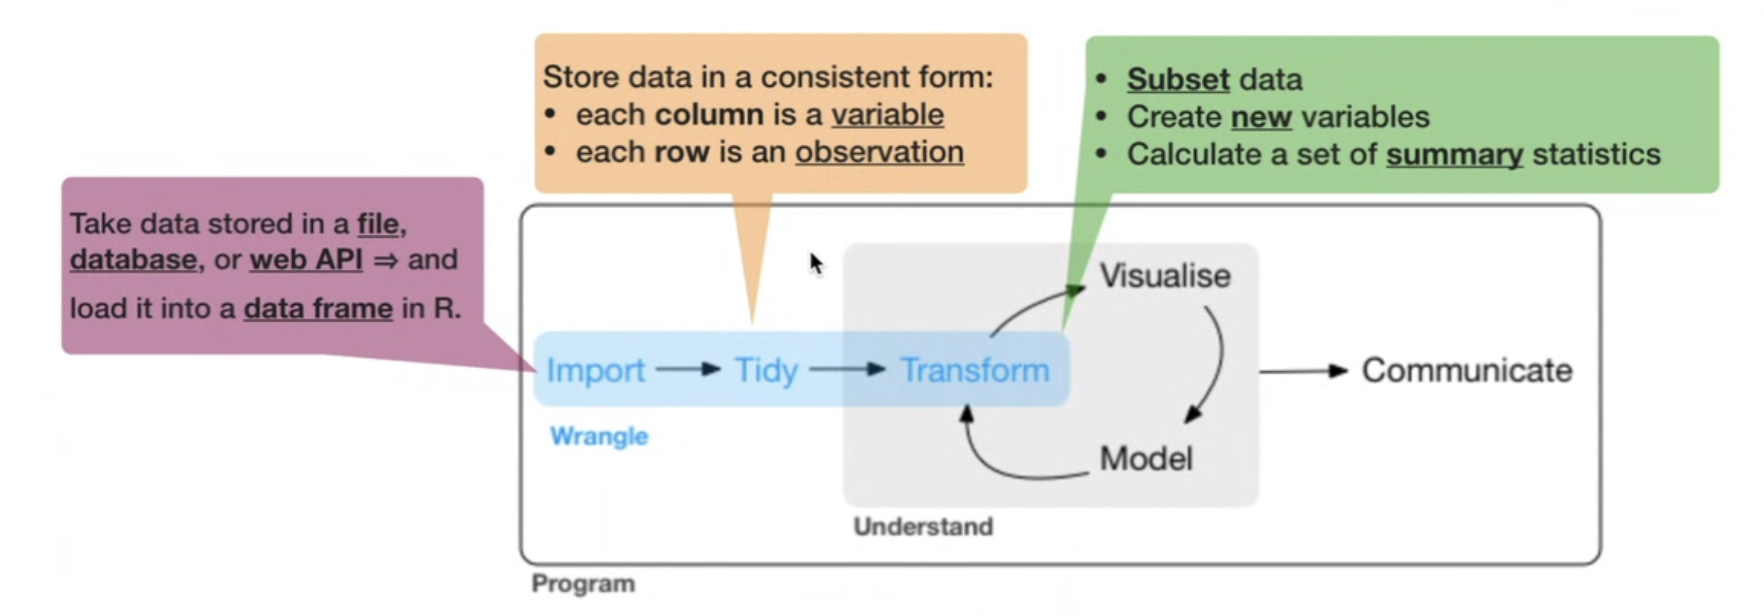 Store data in a consistent form:
• each column is a variable
• each row is an observation
• Subset data
• Create new variables
• Calculate a set of summary statistics
Take data stored in a file,
database, or web API ⇒ and
load it into a data frame in R.
Visualise
Import
Tidy
Transform
Communicate
Wrangle
Model
Understand
Program